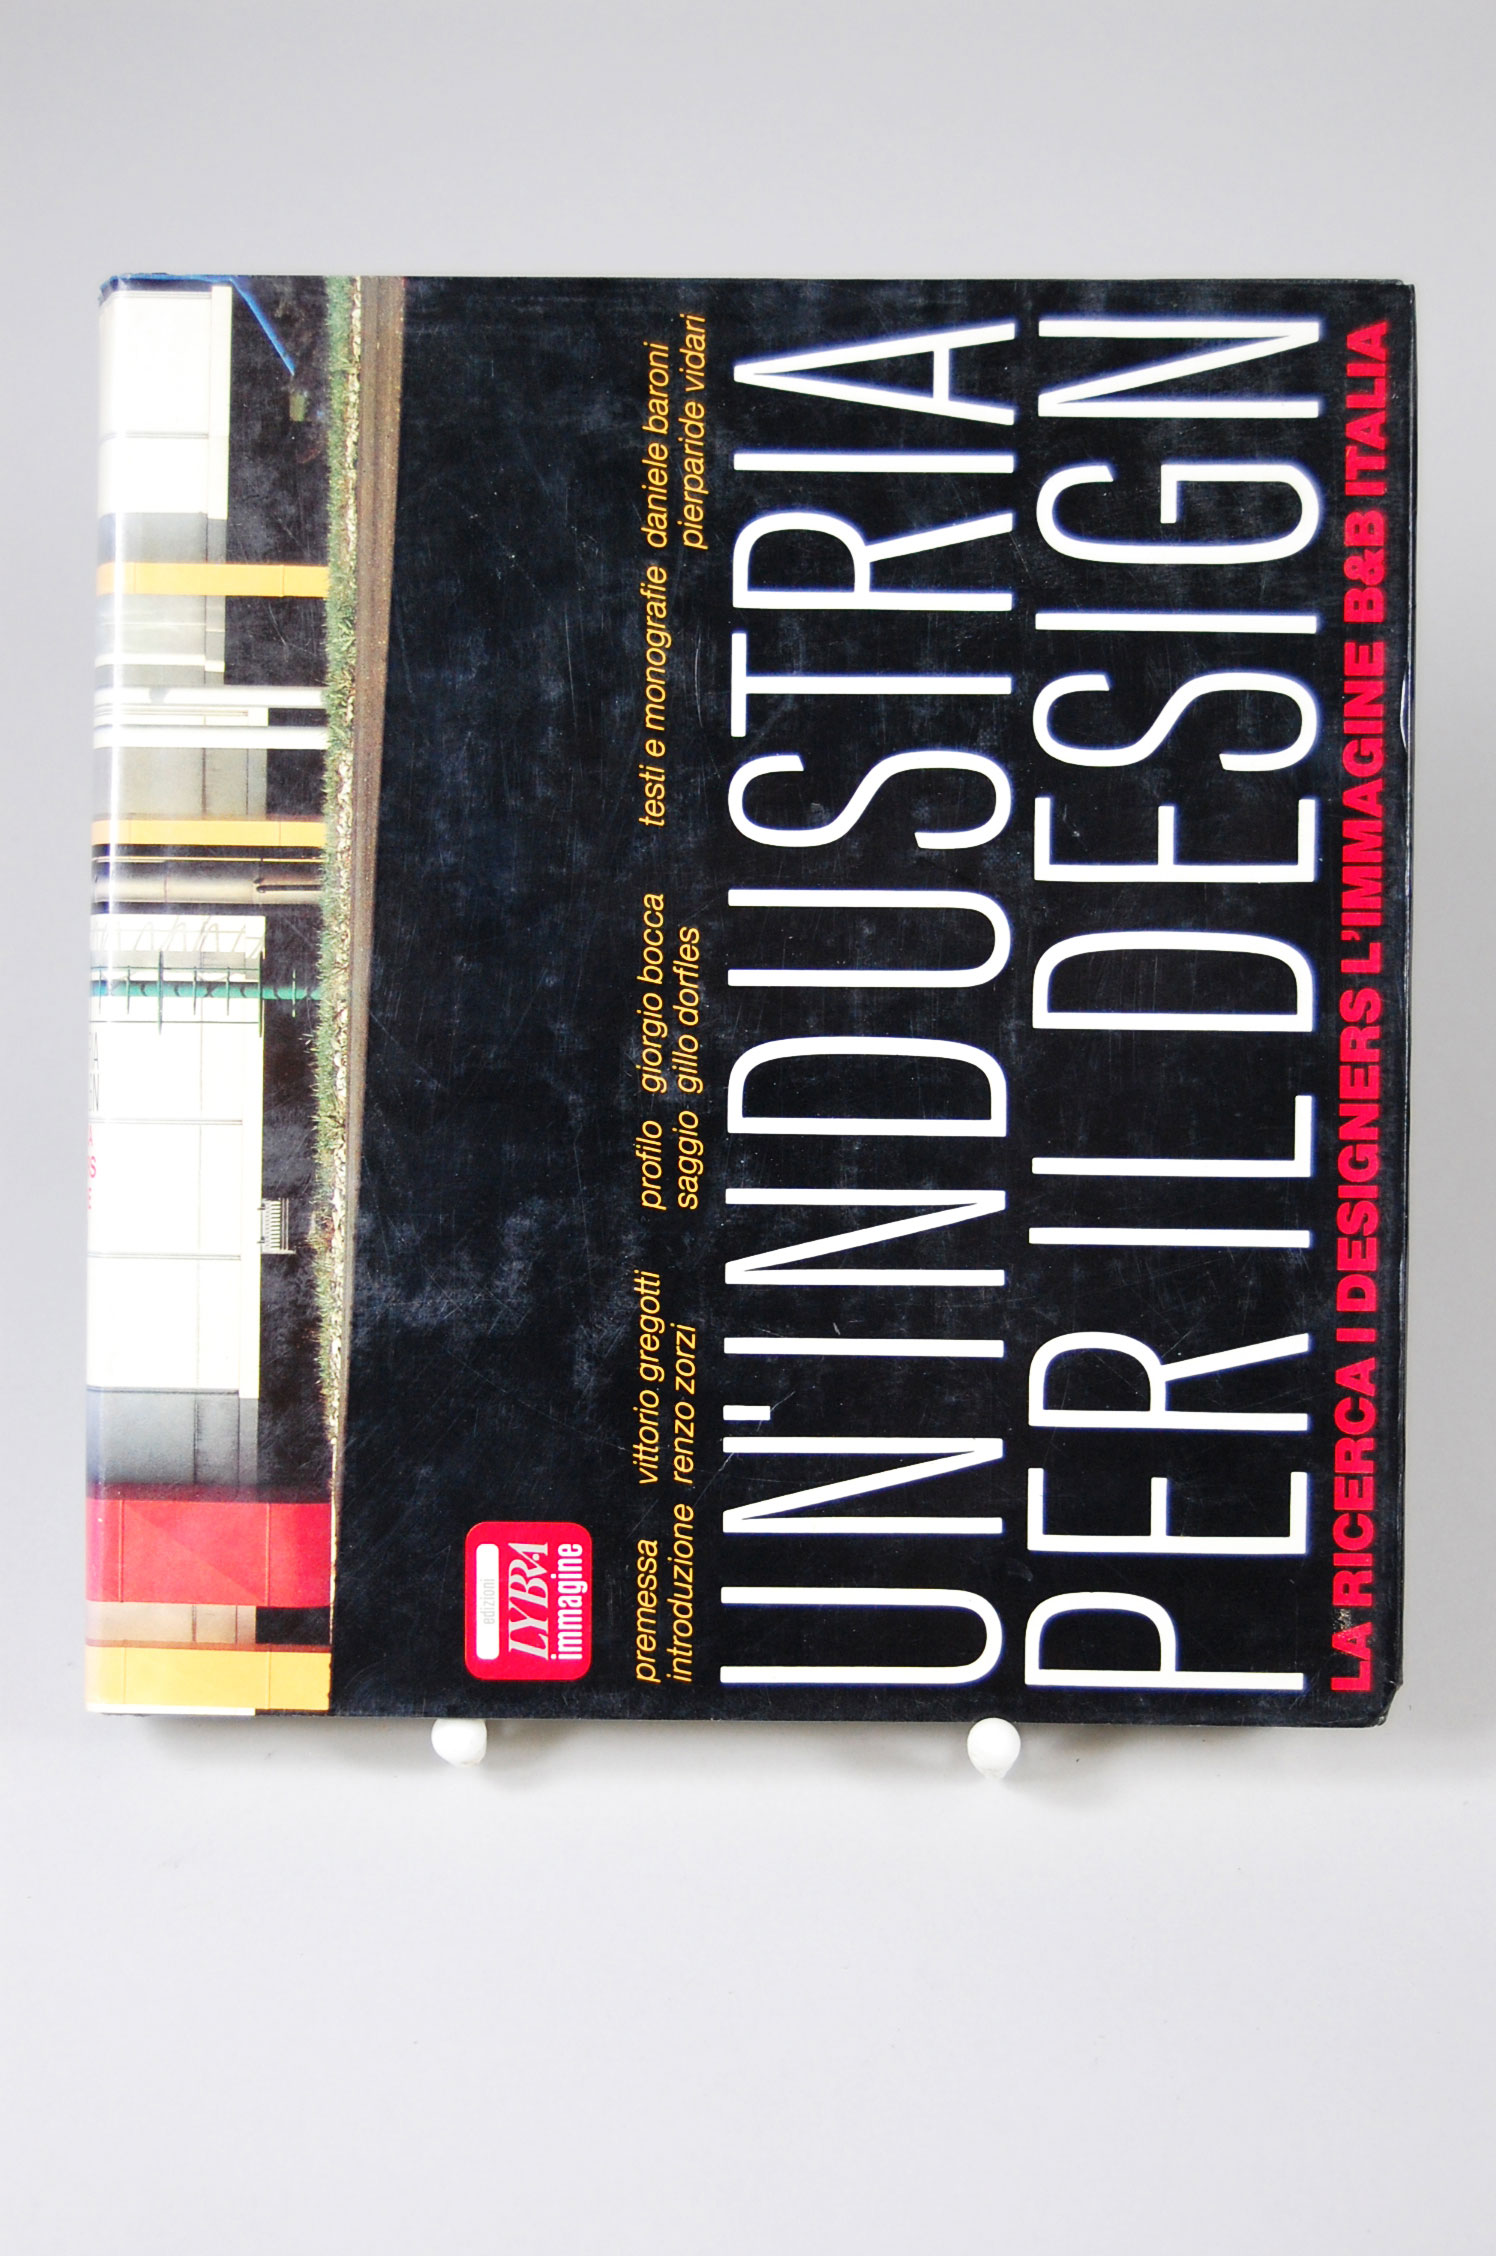 edizioni
LYBRA
immagine
premessa vittorio gregotti
introduzione renzo zorzi
profilo giorgio bocca
saggio gillo dorfles
testi e monografie daniele baroni
pierparide vidari
UN'INDUSTRIA
PER IL DESIGN
LA RICERCA I DESIGNERS L'IMMAGINE B&B ITALIA